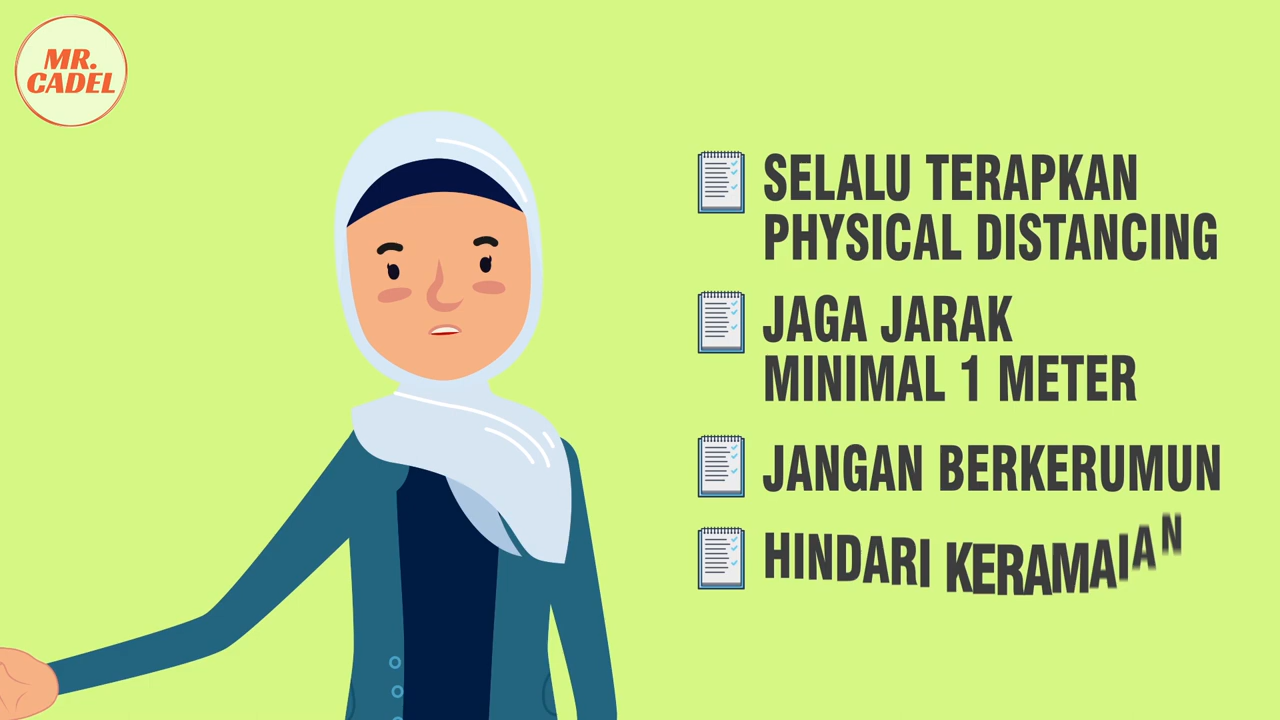 MR.
CADEL
SELALU TERAPKAN
PHYSICAL DISTANCING
JAGA JARAK
MINIMAL 1 METER
JANGAN BERKERUMUN
HINDARI KERAMAIAN